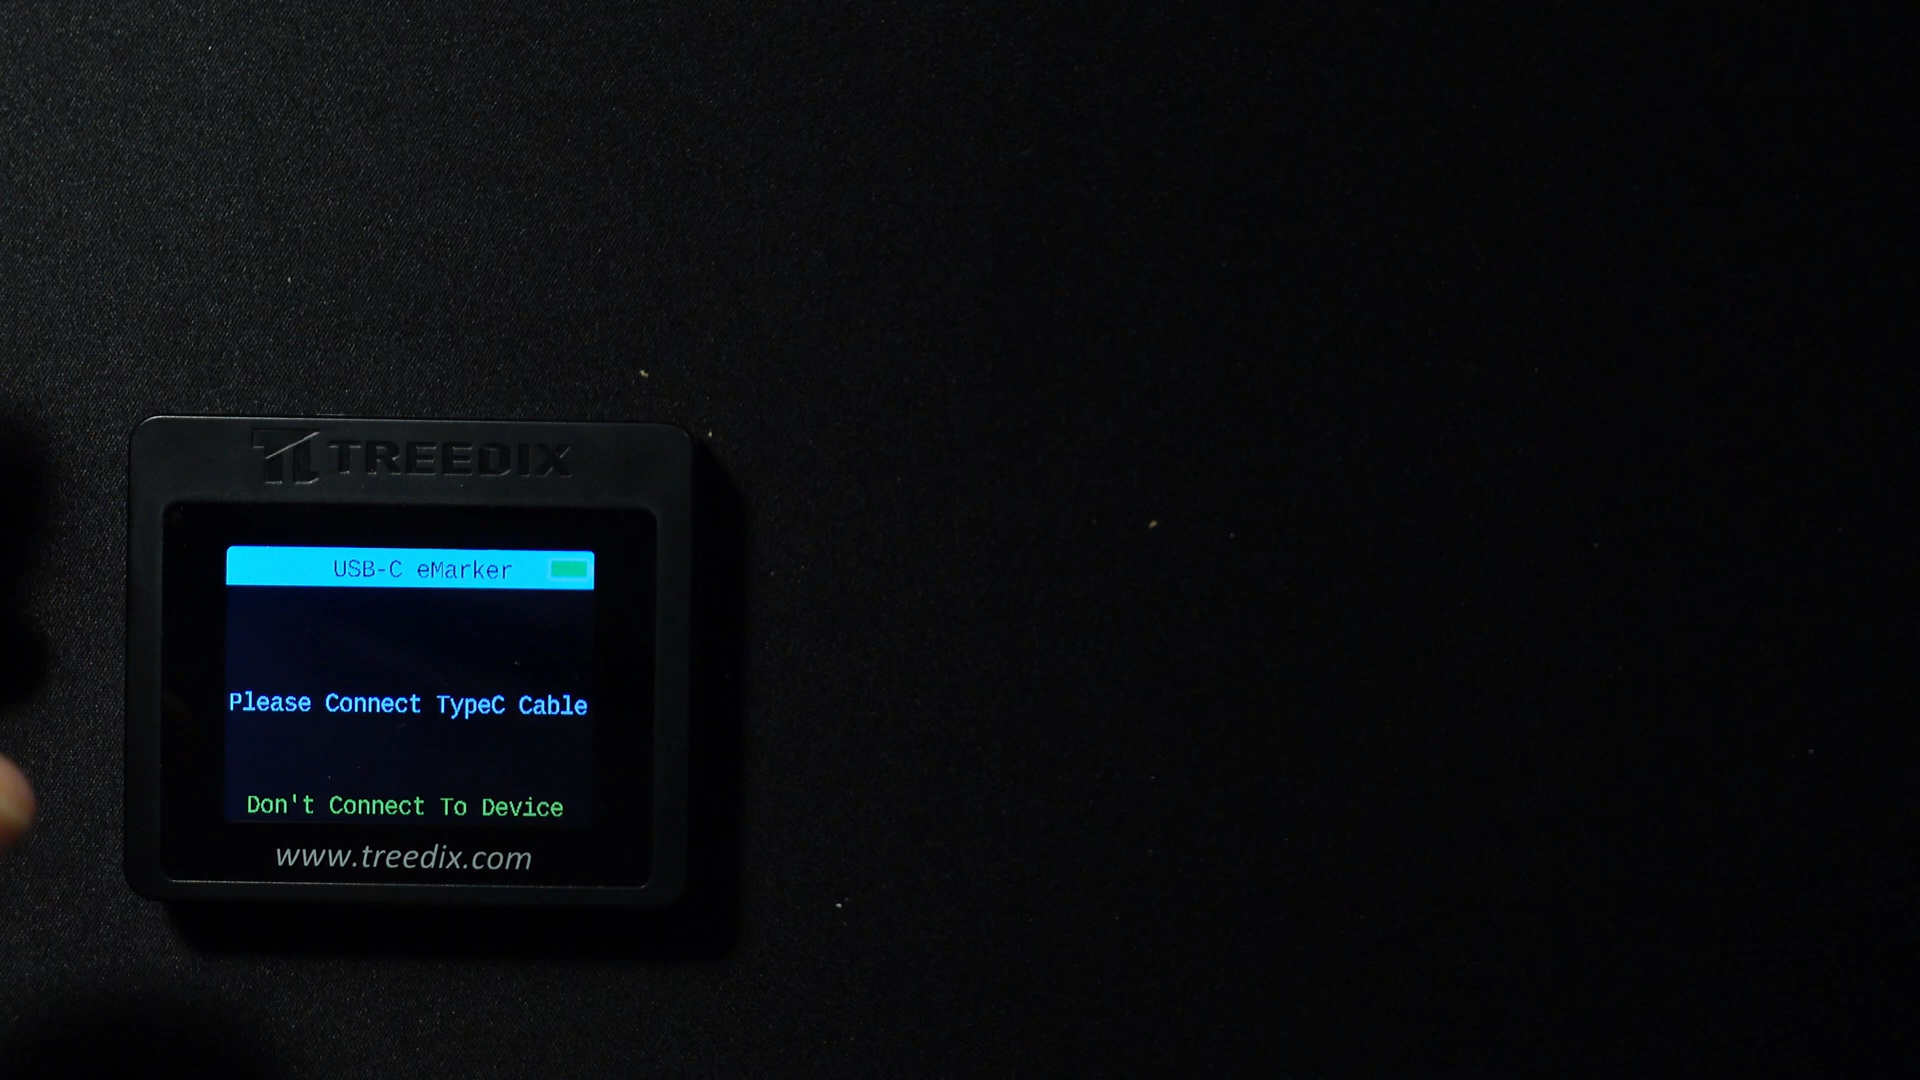 TREEDIX
USB-C eMarker
Please Connect TypeC Cable
Don't Connect To Device
www.treedix.com